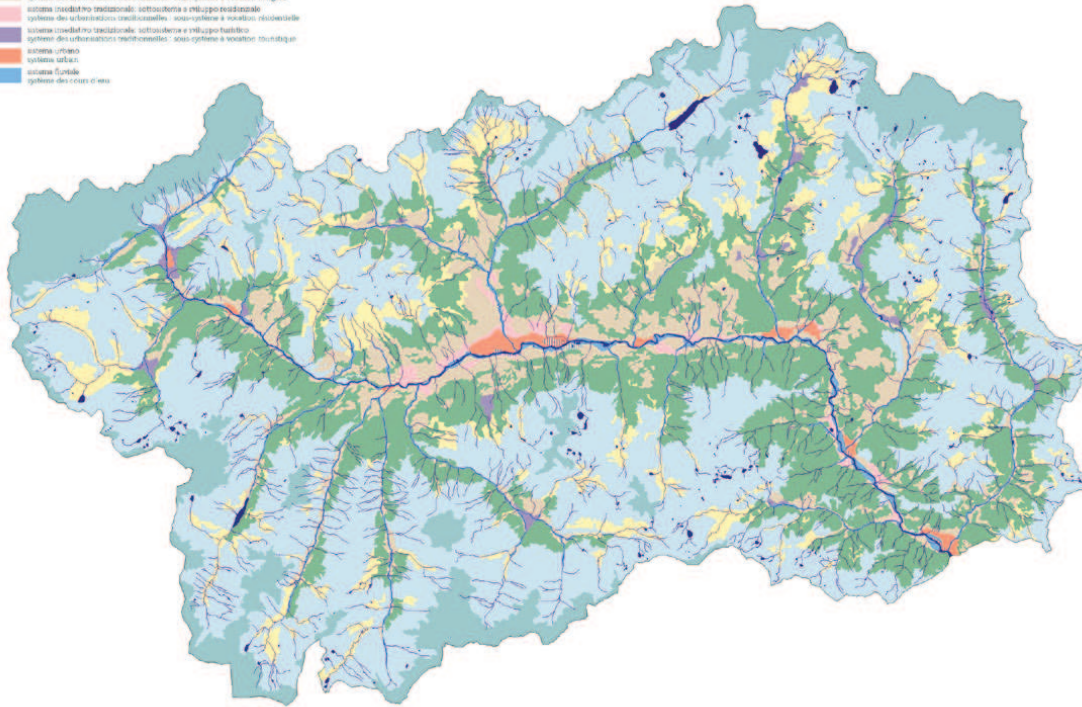 sistema insediativo tradizionale: sottosistema a sviluppo residenziale
système des urbanisations traditionnelles : sous-système à vocation résidentielle
sistema insediativo tradizionale: sottosistema a sviluppo turistico
système des urbanisations traditionnelles : sous-système à vocation touristique
sistema urbano
système urbain
sistema fluviale
système des cours d'eau